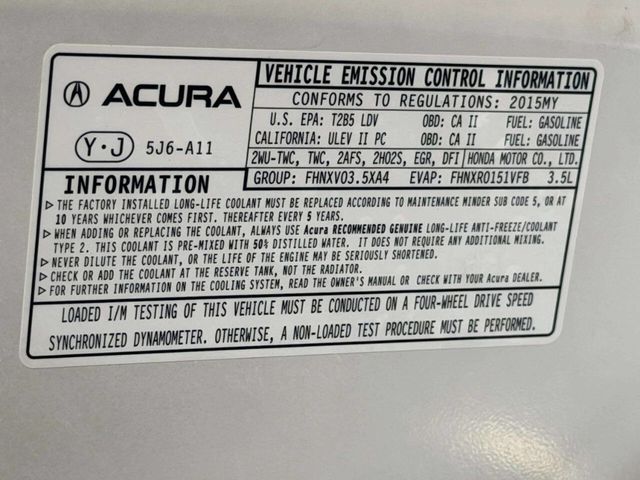 ACURA
Y·J 5J6-A11
VEHICLE EMISSION CONTROL INFORMATION
CONFORMS TO REGULATIONS: 2015MY
U.S. EPA: T2B5 LDV OBD: CA II FUEL: GASOLINE
CALIFORNIA: ULEV II PC OBD: CA II FUEL: GASOLINE
2WU-TWC, TWC, 2AFS, 2HO2S, EGR, DFI HONDA MOTOR CO., LTD.
GROUP: FHNXV03.5XA4 EVAP: FHNXR0151VFB 3.5L
INFORMATION
▷ THE FACTORY INSTALLED LONG-LIFE COOLANT MUST BE REPLACED ACCORDING TO MAINTENANCE MINDER SUB CODE 5, OR AT
10 YEARS WHICHEVER COMES FIRST. THEREAFTER EVERY 5 YEARS.
▷ WHEN ADDING OR REPLACING THE COOLANT, ALWAYS USE Acura RECOMMENDED GENUINE LONG-LIFE ANTI-FREEZE/COOLANT
TYPE 2. THIS COOLANT IS PRE-MIXED WITH 50% DISTILLED WATER. IT DOES NOT REQUIRE ANY ADDITIONAL MIXING.
▷ NEVER DILUTE THE COOLANT, OR LIFE OF THE ENGINE MAY BE SERIOUSLY SHORTENED.
▷ CHECK OR ADD THE COOLANT AT THE RESERVE TANK, NOT THE RADIATOR.
▷ FOR FURTHER INFORMATION ON THE COOLING SYSTEM, READ THE OWNER'S MANUAL OR CHECK WITH YOUR Acura DEALER.
LOADED I/M TESTING OF THIS VEHICLE MUST BE CONDUCTED ON A FOUR-WHEEL DRIVE SPEED
SYNCHRONIZED DYNAMOMETER. OTHERWISE, A NON-LOADED TEST PROCEDURE MUST BE PERFORMED.